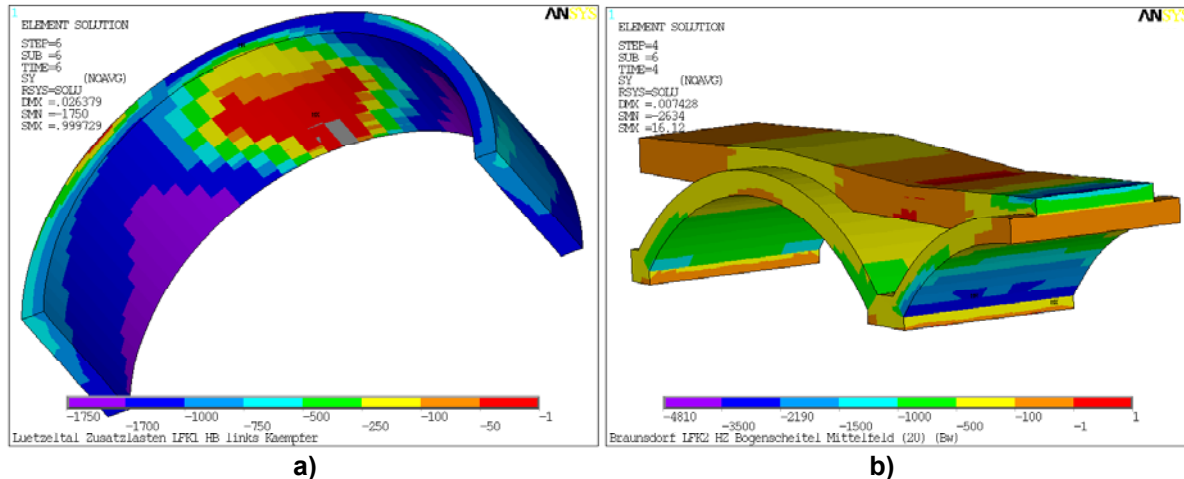 1
ANSYS
ELEMENT SOLUTION
STEP=6
SUB =6
TIME=6
SY (NOAVG)
RSYS=SOLU
DMX =.026379
SMN =-1750
SMX =.999729
-1750
-1700
-1000
-750
-500
-250
-100
-50
-1
Luetzeltal Zusatzlasten LFK1 HB links Kaempfer
a)
1
ANSYS
ELEMENT SOLUTION
STEP=4
SUB =6
TIME=4
SY (NOAVG)
RSYS=SOLU
DMX =.007428
SMN =-2634
SMX =16.12
-4810
-3500
-2190
-1500
-1000
-500
-100
-1
1
Braunsdorf LFK2 HZ Bogenscheitel Mittelfeld (20) (Bw)
b)